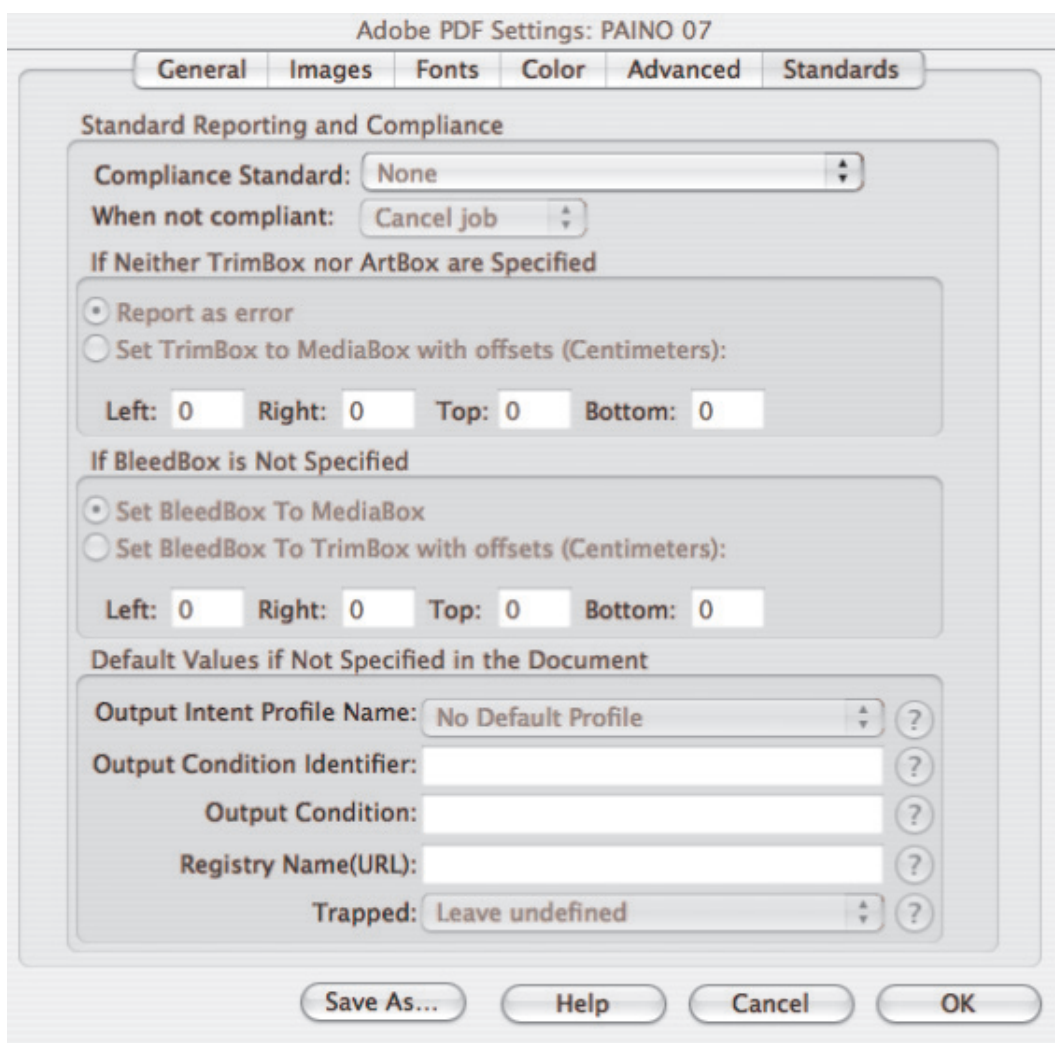 Adobe PDF Settings: PAINO 07
General Images Fonts Color Advanced Standards
Standard Reporting and Compliance
Compliance Standard: None
When not compliant: Cancel job
If Neither TrimBox nor ArtBox are Specified
Report as error
Set TrimBox to MediaBox with offsets (Centimeters):
Left: 0 Right: 0 Top: 0 Bottom: 0
If BleedBox is Not Specified
Set BleedBox To MediaBox
Set BleedBox To TrimBox with offsets (Centimeters):
Left: 0 Right: 0 Top: 0 Bottom: 0
Default Values if Not Specified in the Document
Output Intent Profile Name: No Default Profile ?
Output Condition Identifier: ?
Output Condition: ?
Registry Name(URL): ?
Trapped: Leave undefined ?
Save As... Help Cancel OK